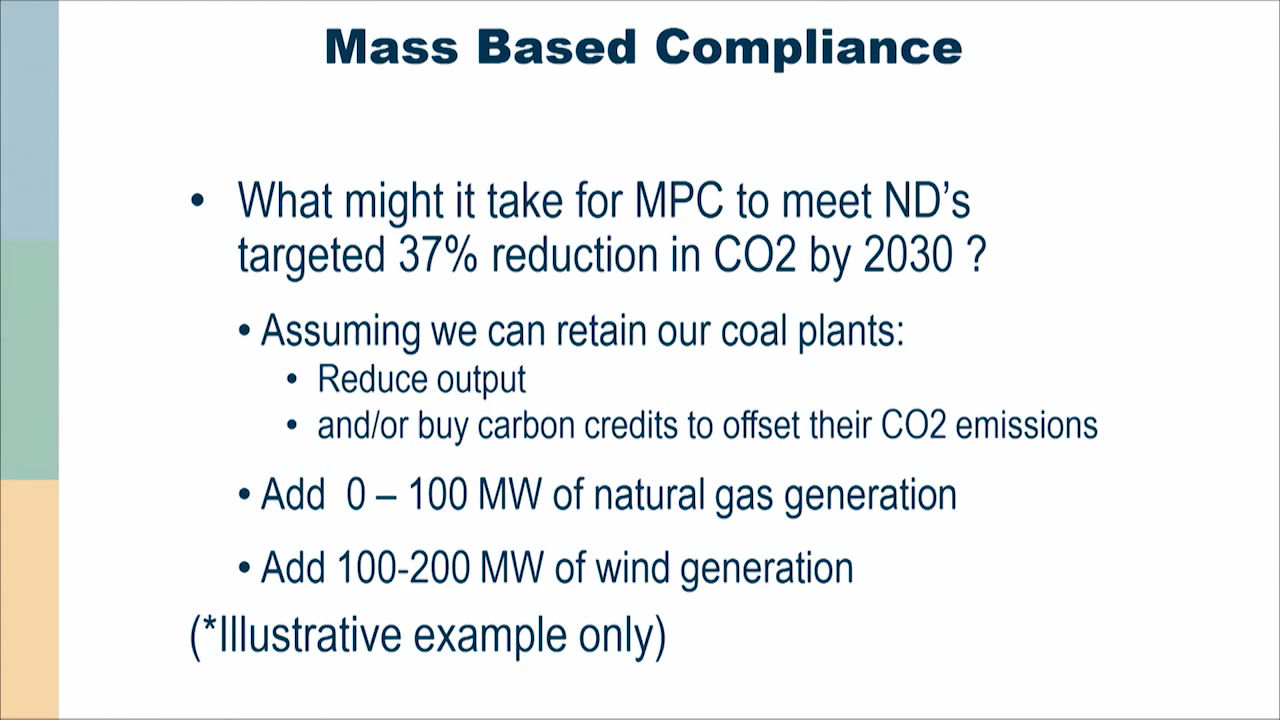 Mass Based Compliance
• What might it take for MPC to meet ND’s
targeted 37% reduction in CO2 by 2030 ?
• Assuming we can retain our coal plants:
• Reduce output
• and/or buy carbon credits to offset their CO2 emissions
• Add 0 – 100 MW of natural gas generation
• Add 100-200 MW of wind generation
(*Illustrative example only)